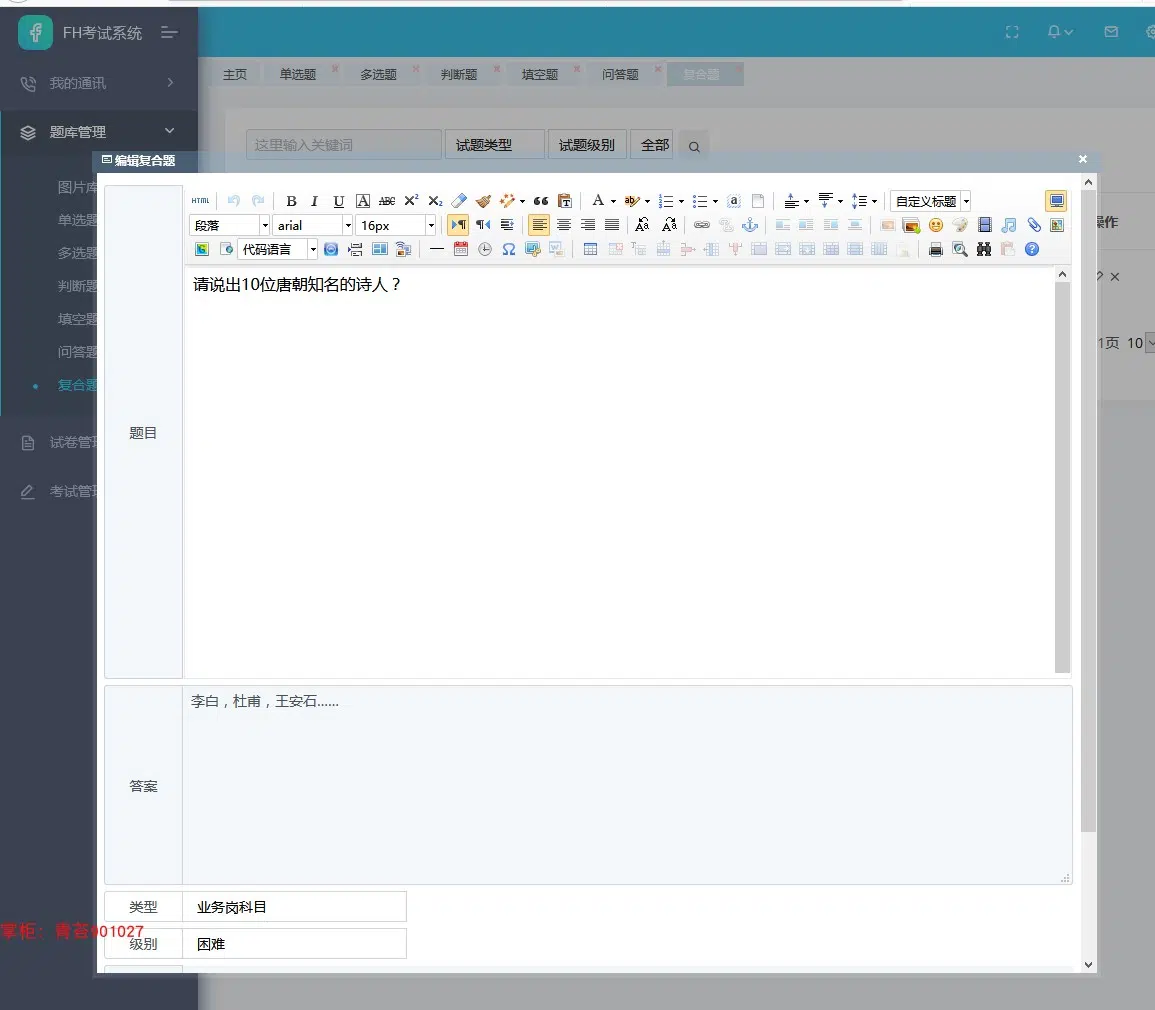 FH考试系统
我的通讯
题库管理
图片库
单选题
多选题
判断题
填空题
问答题
复合题
试卷管理
考试管理
主页 单选题 多选题 判断题 填空题 问答题 复合题
这里输入关键词 试题类型 试题级别 全部
操作
1页 10
编辑复合题
HTML B I U A ABC X² X₂ A 自定义标题
段落 arial 16px
代码语言
题目
请说出10位唐朝知名的诗人？
答案
李白，杜甫，王安石......
类型 业务岗科目
级别 困难
掌柜：青苔901027